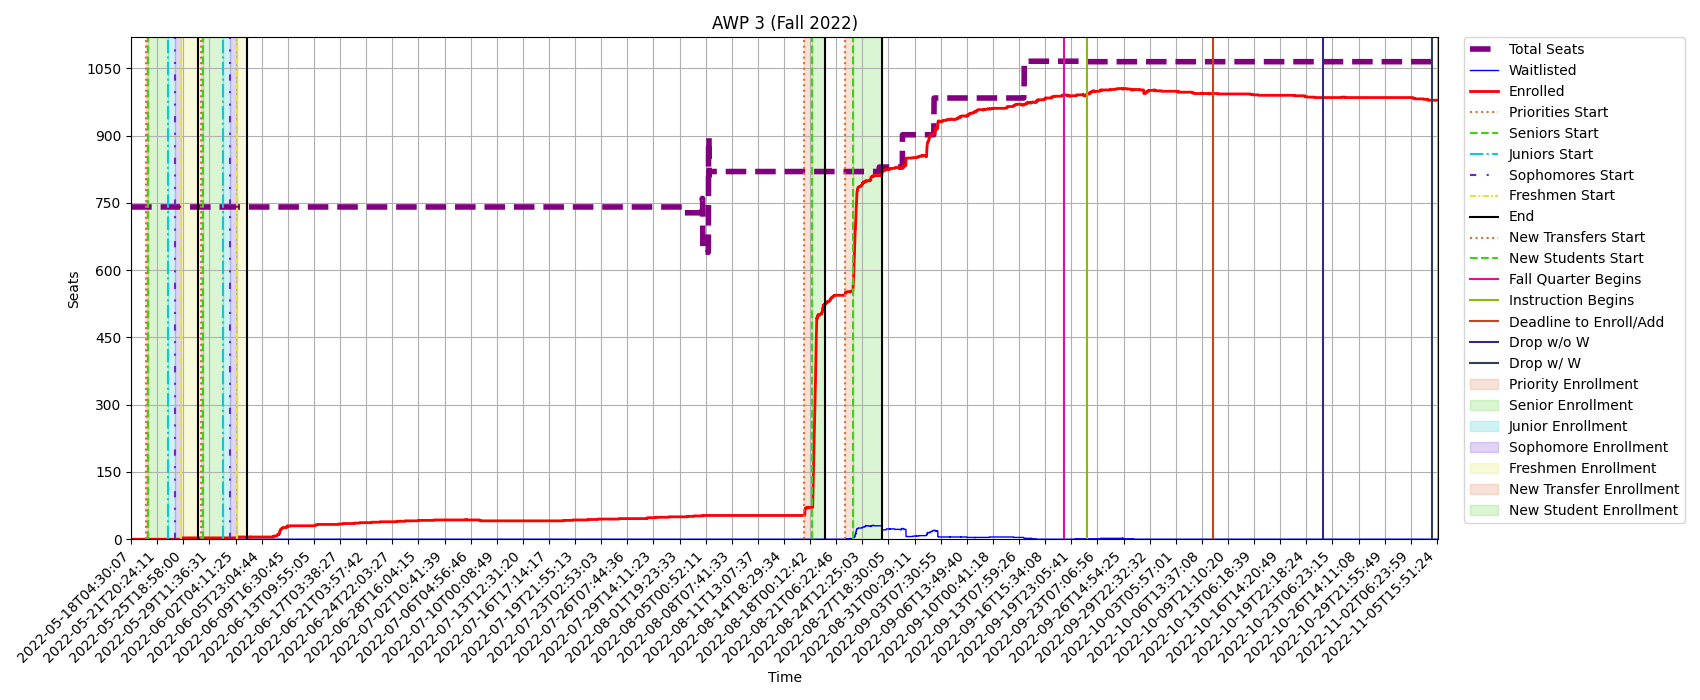 AWP 3 (Fall 2022)
Seats
1050
900
750
600
450
300
150
0
2022-05-18T04:30:07
2022-05-21T20:24:11
2022-05-25T18:58:00
2022-05-29T11:36:31
2022-06-02T04:11:25
2022-06-05T23:04:44
2022-06-09T16:30:45
2022-06-13T09:55:05
2022-06-17T03:38:27
2022-06-21T03:57:42
2022-06-24T22:03:27
2022-06-28T16:04:15
2022-07-02T10:41:39
2022-07-06T04:56:46
2022-07-10T00:08:49
2022-07-13T12:31:20
2022-07-16T17:14:17
2022-07-19T21:55:13
2022-07-23T02:53:03
2022-07-26T07:44:36
2022-07-29T14:11:23
2022-08-01T19:23:33
2022-08-05T00:52:11
2022-08-08T07:41:33
2022-08-11T13:07:37
2022-08-14T18:29:34
2022-08-18T00:12:42
2022-08-21T06:22:46
2022-08-24T12:25:03
2022-08-27T18:30:05
2022-08-31T00:29:11
2022-09-03T07:30:55
2022-09-06T13:49:40
2022-09-10T00:41:18
2022-09-13T07:59:26
2022-09-16T15:34:08
2022-09-19T23:05:41
2022-09-23T07:06:56
2022-09-26T14:54:25
2022-09-29T22:32:32
2022-10-03T05:57:01
2022-10-06T13:37:08
2022-10-09T21:10:20
2022-10-13T06:18:39
2022-10-16T14:20:49
2022-10-19T22:18:24
2022-10-23T06:23:15
2022-10-26T14:11:08
2022-10-29T21:55:49
2022-11-02T06:23:59
2022-11-05T15:51:24
Time
Total Seats
Waitlisted
Enrolled
Priorities Start
Seniors Start
Juniors Start
Sophomores Start
Freshmen Start
End
New Transfers Start
New Students Start
Fall Quarter Begins
Instruction Begins
Deadline to Enroll/Add
Drop w/o W
Drop w/ W
Priority Enrollment
Senior Enrollment
Junior Enrollment
Sophomore Enrollment
Freshmen Enrollment
New Transfer Enrollment
New Student Enrollment